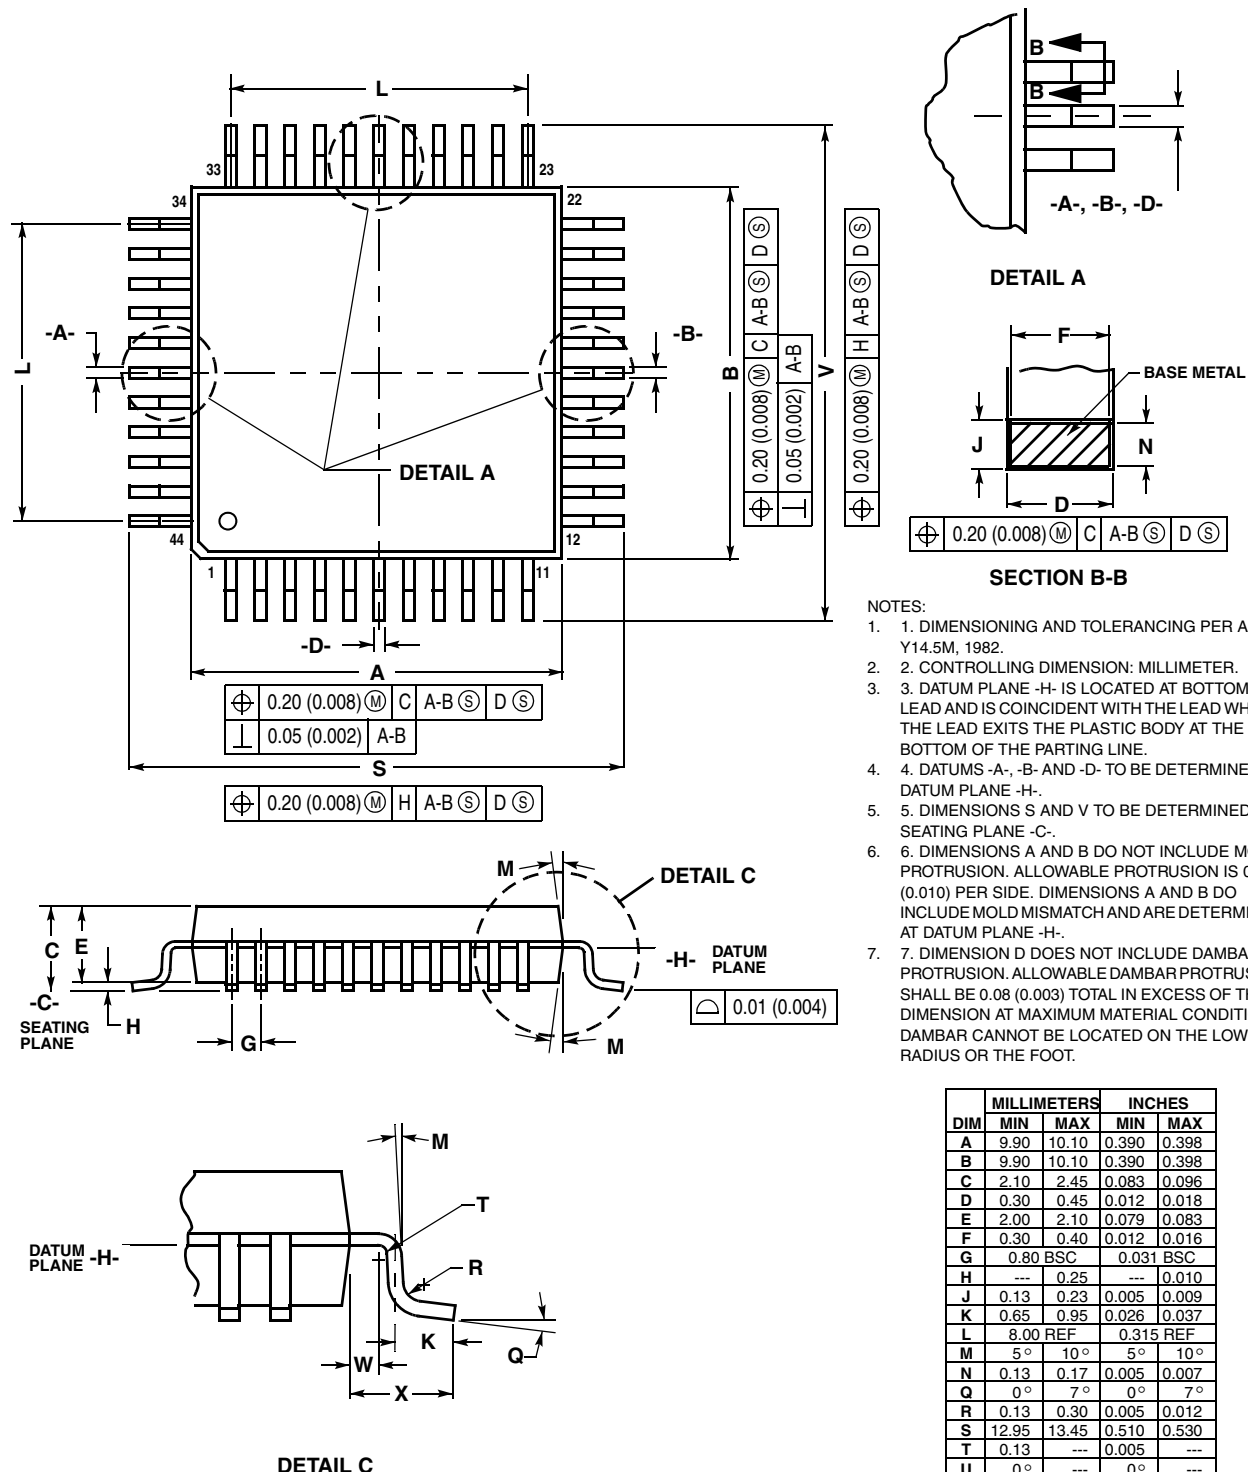 L
33
23
34
22
-A-
-B-
L
B
V
0.20 (0.008) Ⓜ C A-B Ⓢ D Ⓢ
0.05 (0.002) A-B
0.20 (0.008) Ⓜ H A-B Ⓢ D Ⓢ
DETAIL A
44
12
1
11
-D-
A
0.20 (0.008) Ⓜ C A-B Ⓢ D Ⓢ
0.05 (0.002) A-B
S
0.20 (0.008) Ⓜ H A-B Ⓢ D Ⓢ
B
B
-A-, -B-, -D-
DETAIL A
F
BASE METAL
J
N
D
0.20 (0.008) Ⓜ C A-B Ⓢ D Ⓢ
SECTION B-B
M
DETAIL C
C E
-H- DATUM
PLANE
-C-
SEATING
PLANE
H
G
M
0.01 (0.004)
M
T
DATUM
PLANE -H-
R
K
W
Q
X
DETAIL C
NOTES:
1. 1. DIMENSIONING AND TOLERANCING PER
Y14.5M, 1982.
2. 2. CONTROLLING DIMENSION: MILLIMETER.
3. 3. DATUM PLANE -H- IS LOCATED AT BOTTOM
LEAD AND IS COINCIDENT WITH THE LEAD
THE LEAD EXITS THE PLASTIC BODY AT THE
BOTTOM OF THE PARTING LINE.
4. 4. DATUMS -A-, -B- AND -D- TO BE
DATUM PLANE -H-.
5. 5. DIMENSIONS S AND V TO BE DETERMINED
SEATING PLANE -C-.
6. 6. DIMENSIONS A AND B DO NOT INCLUDE
PROTRUSION. ALLOWABLE PROTRUSION IS
(0.010) PER SIDE. DIMENSIONS A AND B DO
INCLUDE MOLD MISMATCH AND ARE
AT DATUM PLANE -H-.
7. 7. DIMENSION D DOES NOT INCLUDE
PROTRUSION. ALLOWABLE DAMBAR
SHALL BE 0.08 (0.003) TOTAL IN EXCESS OF
DIMENSION AT MAXIMUM MATERIAL
DAMBAR CANNOT BE LOCATED ON THE
RADIUS OR THE FOOT.
MILLIMETERS INCHES
DIM MIN MAX MIN MAX
A 9.90 10.10 0.390 0.398
B 9.90 10.10 0.390 0.398
C 2.10 2.45 0.083 0.096
D 0.30 0.45 0.012 0.018
E 2.00 2.10 0.079 0.083
F 0.30 0.40 0.012 0.016
G 0.80 BSC 0.031 BSC
H --- 0.25 --- 0.010
J 0.13 0.23 0.005 0.009
K 0.65 0.95 0.026 0.037
L 8.00 REF 0.315 REF
M 5° 10° 5° 10°
N 0.13 0.17 0.005 0.007
Q 0° 7° 0° 7°
R 0.13 0.30 0.005 0.012
S 12.95 13.45 0.510 0.530
T 0.13 --- 0.005 ---
U 0° --- 0° ---